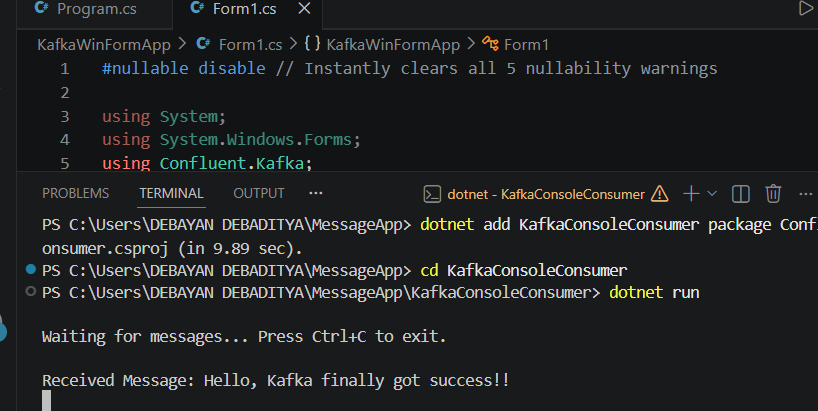 Program.cs Form1.cs
KafkaWinFormApp > Form1.cs > {} KafkaWinFormApp > Form1
1 #nullable disable // Instantly clears all 5 nullability warnings
2
3 using System;
4 using System.Windows.Forms;
5 using Confluent.Kafka;
PROBLEMS TERMINAL OUTPUT ... dotnet - KafkaConsoleConsumer
PS C:\Users\DEBAYAN DEBADITYA\MessageApp> dotnet add KafkaConsoleConsumer package Conf
onsumer.csproj (in 9.89 sec).
PS C:\Users\DEBAYAN DEBADITYA\MessageApp> cd KafkaConsoleConsumer
PS C:\Users\DEBAYAN DEBADITYA\MessageApp\KafkaConsoleConsumer> dotnet run
Waiting for messages... Press Ctrl+C to exit.
Received Message: Hello, Kafka finally got success!!